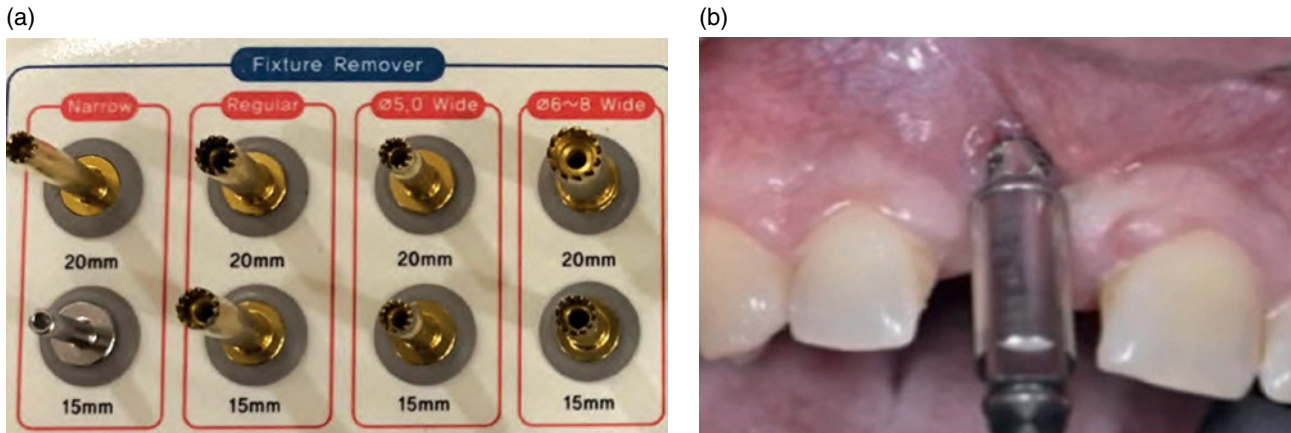 (a)
(b)
Fixture Remover
Narrow
Regular
Ø5,0 Wide
Ø6~8 Wide
20mm
20mm
20mm
20mm
15mm
15mm
15mm
15mm